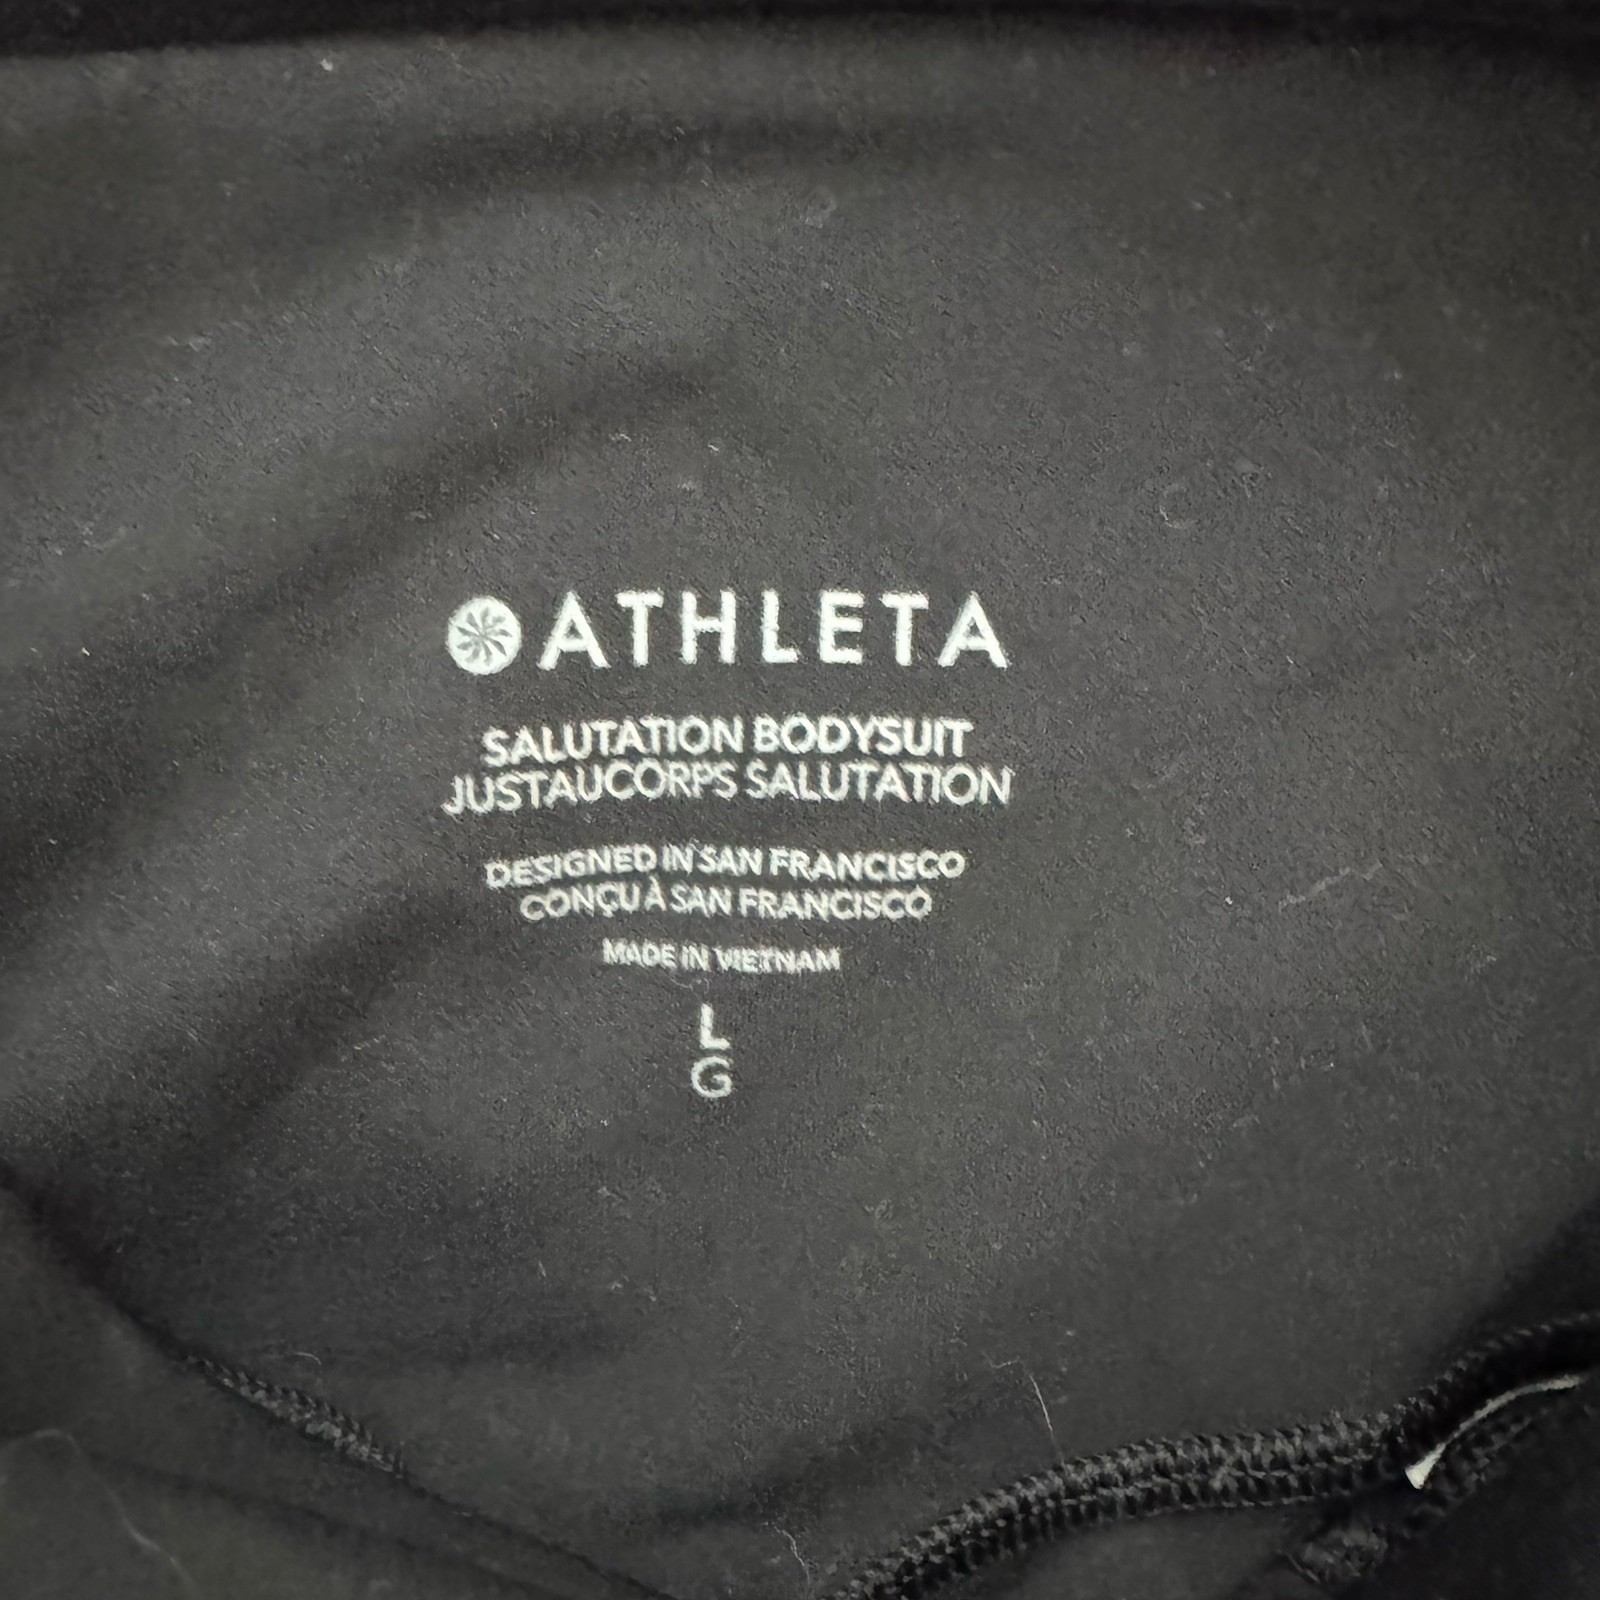 ATHLETA
SALUTATION BODYSUIT
JUSTAUCORPS SALUTATION
DESIGNED IN SAN FRANCISCO
CONÇU À SAN FRANCISCO
MADE IN VIETNAM
L
G